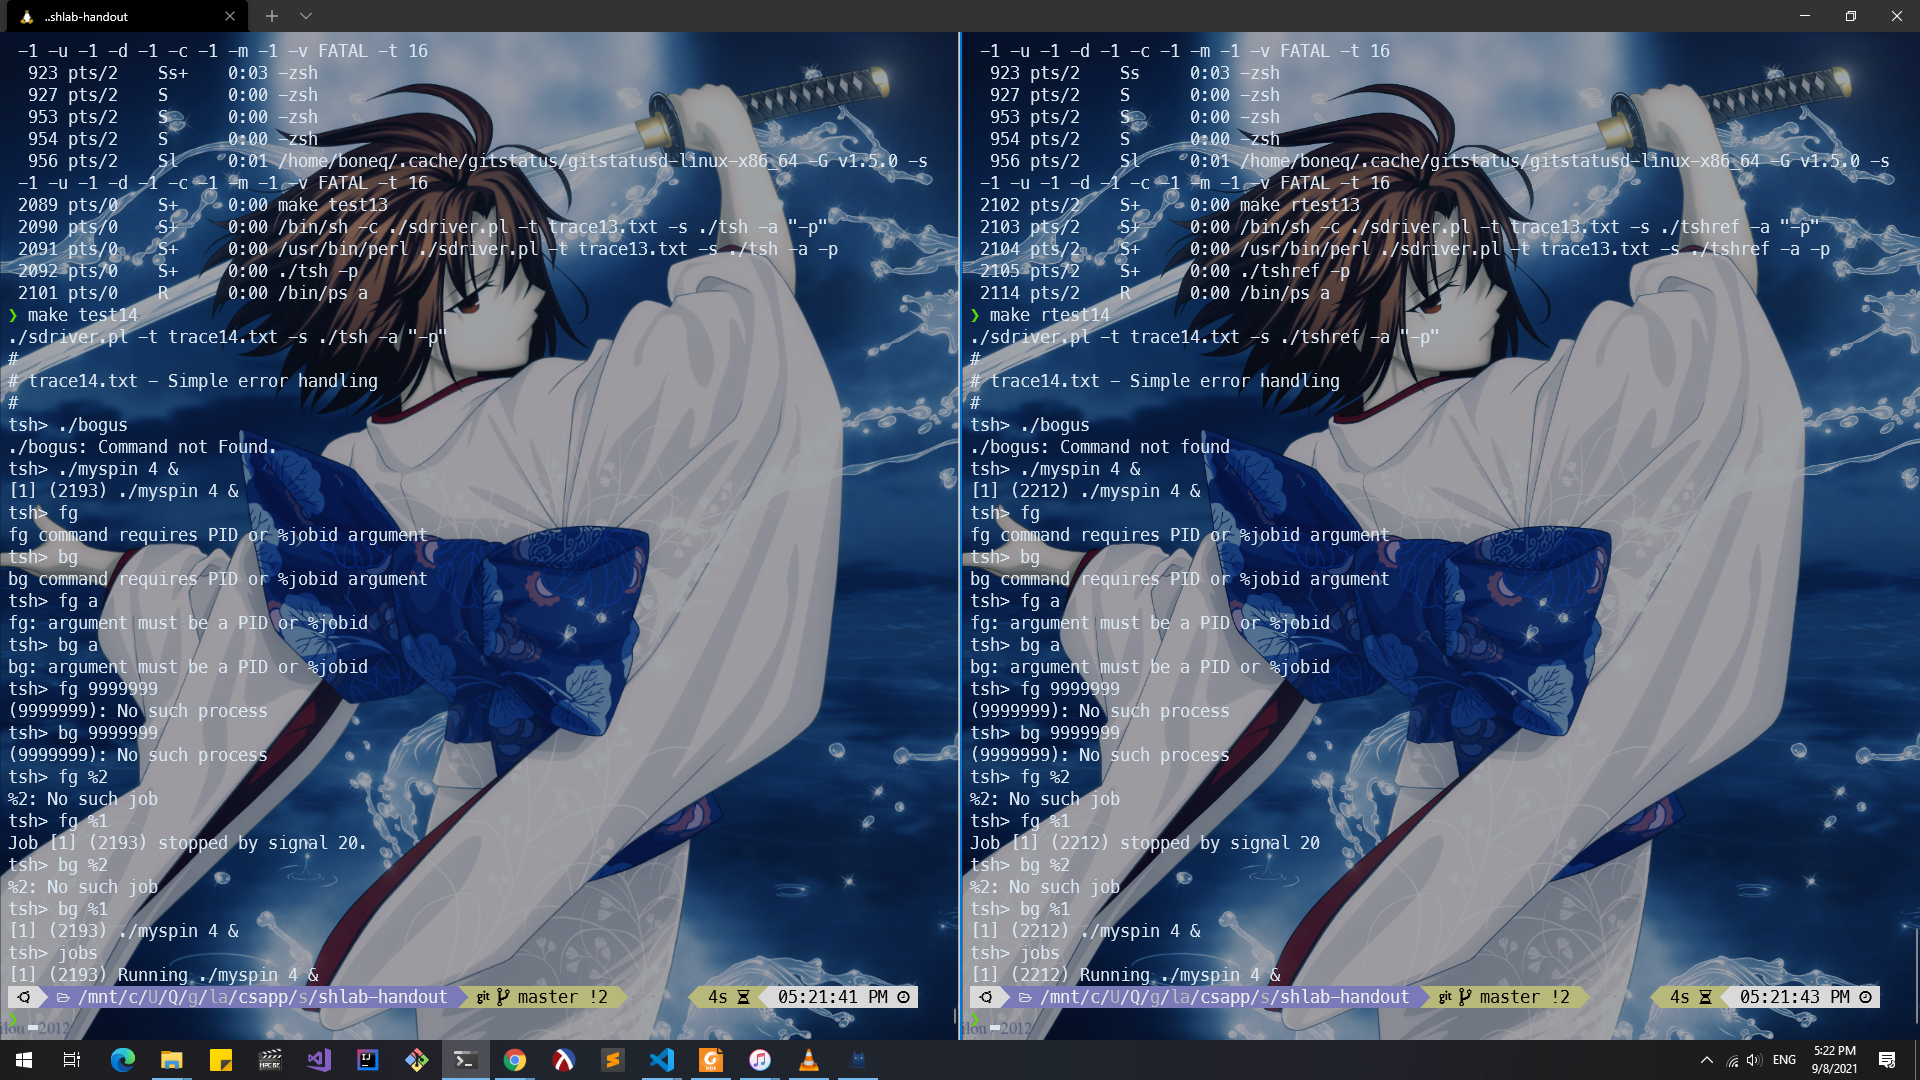 ..shlab-handout
-1 -u -1 -d -1 -c -1 -m -1 -v FATAL -t 16
923 pts/2 Ss+ 0:03 -zsh
927 pts/2 S 0:00 -zsh
953 pts/2 S 0:00 -zsh
954 pts/2 S 0:00 -zsh
956 pts/2 Sl 0:01 /home/boneq/.cache/gitstatus/gitstatusd-linux-x86_64 -G v1.5.0 -s
-1 -u -1 -d -1 -c -1 -m -1 -v FATAL -t 16
2089 pts/0 S+ 0:00 make test13
2090 pts/0 S+ 0:00 /bin/sh -c ./sdriver.pl -t trace13.txt -s ./tsh -a "-p"
2091 pts/0 S+ 0:00 /usr/bin/perl ./sdriver.pl -t trace13.txt -s ./tsh -a -p
2092 pts/0 S+ 0:00 ./tsh -p
2101 pts/0 R 0:00 /bin/ps a
❯ make test14
./sdriver.pl -t trace14.txt -s ./tsh -a "-p"
#
# trace14.txt - Simple error handling
#
tsh> ./bogus
./bogus: Command not Found.
tsh> ./myspin 4 &
[1] (2193) ./myspin 4 &
tsh> fg
fg command requires PID or %jobid argument
tsh> bg
bg command requires PID or %jobid argument
tsh> fg a
fg: argument must be a PID or %jobid
tsh> bg a
bg: argument must be a PID or %jobid
tsh> fg 9999999
(9999999): No such process
tsh> bg 9999999
(9999999): No such process
tsh> fg %2
%2: No such job
tsh> fg %1
Job [1] (2193) stopped by signal 20.
tsh> bg %2
%2: No such job
tsh> bg %1
[1] (2193) ./myspin 4 &
tsh> jobs
[1] (2193) Running ./myspin 4 &
/mnt/c/U/Q/g/la/csapp/s/shlab-handout git master !2 4s 05:21:41 PM
❯
ilou -2012
-1 -u -1 -d -1 -c -1 -m -1 -v FATAL -t 16
923 pts/2 Ss 0:03 -zsh
927 pts/2 S 0:00 -zsh
953 pts/2 S 0:00 -zsh
954 pts/2 S 0:00 -zsh
956 pts/2 Sl 0:01 /home/boneq/.cache/gitstatus/gitstatusd-linux-x86_64 -G v1.5.0 -s
-1 -u -1 -d -1 -c -1 -m -1 -v FATAL -t 16
2102 pts/2 S+ 0:00 make rtest13
2103 pts/2 S+ 0:00 /bin/sh -c ./sdriver.pl -t trace13.txt -s ./tshref -a "-p"
2104 pts/2 S+ 0:00 /usr/bin/perl ./sdriver.pl -t trace13.txt -s ./tshref -a -p
2105 pts/2 S+ 0:00 ./tshref -p
2114 pts/2 R 0:00 /bin/ps a
❯ make rtest14
./sdriver.pl -t trace14.txt -s ./tshref -a "-p"
#
# trace14.txt - Simple error handling
#
tsh> ./bogus
./bogus: Command not found
tsh> ./myspin 4 &
[1] (2212) ./myspin 4 &
tsh> fg
fg command requires PID or %jobid argument
tsh> bg
bg command requires PID or %jobid argument
tsh> fg a
fg: argument must be a PID or %jobid
tsh> bg a
bg: argument must be a PID or %jobid
tsh> fg 9999999
(9999999): No such process
tsh> bg 9999999
(9999999): No such process
tsh> fg %2
%2: No such job
tsh> fg %1
Job [1] (2212) stopped by signal 20
tsh> bg %2
%2: No such job
tsh> bg %1
[1] (2212) ./myspin 4 &
tsh> jobs
[1] (2212) Running ./myspin 4 &
/mnt/c/U/Q/g/la/csapp/s/shlab-handout git master !2 4s 05:21:43 PM
❯
ilou -2012
ENG
5:22 PM
9/8/2021